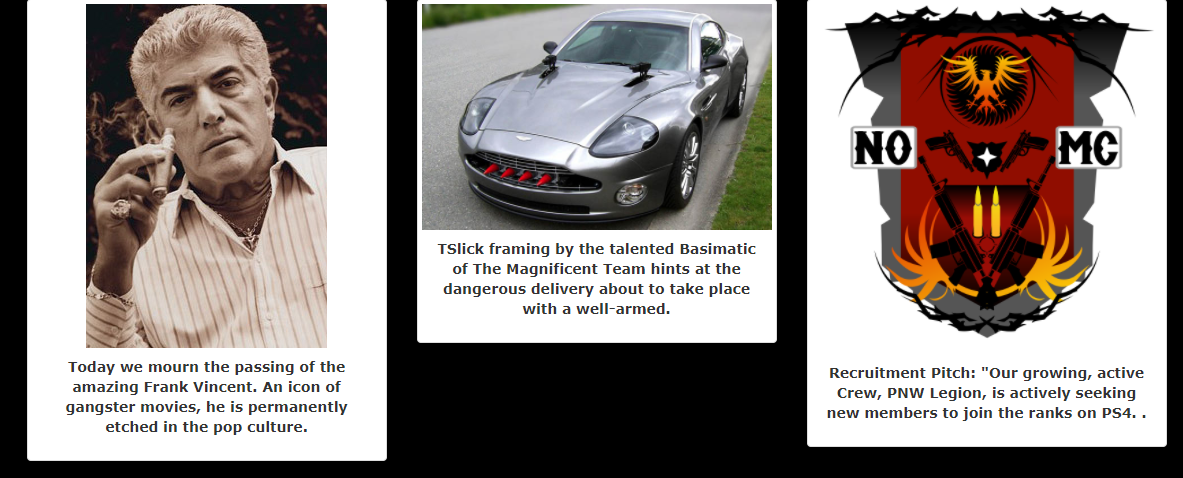 Today we mourn the passing of the
amazing Frank Vincent. An icon of
gangster movies, he is permanently
etched in the pop culture.
TSlick framing by the talented Basimatic
of The Magnificent Team hints at the
dangerous delivery about to take place
with a well-armed.
NO MC
Recruitment Pitch: "Our growing, active
Crew, PNW Legion, is actively seeking
new members to join the ranks on PS4. .